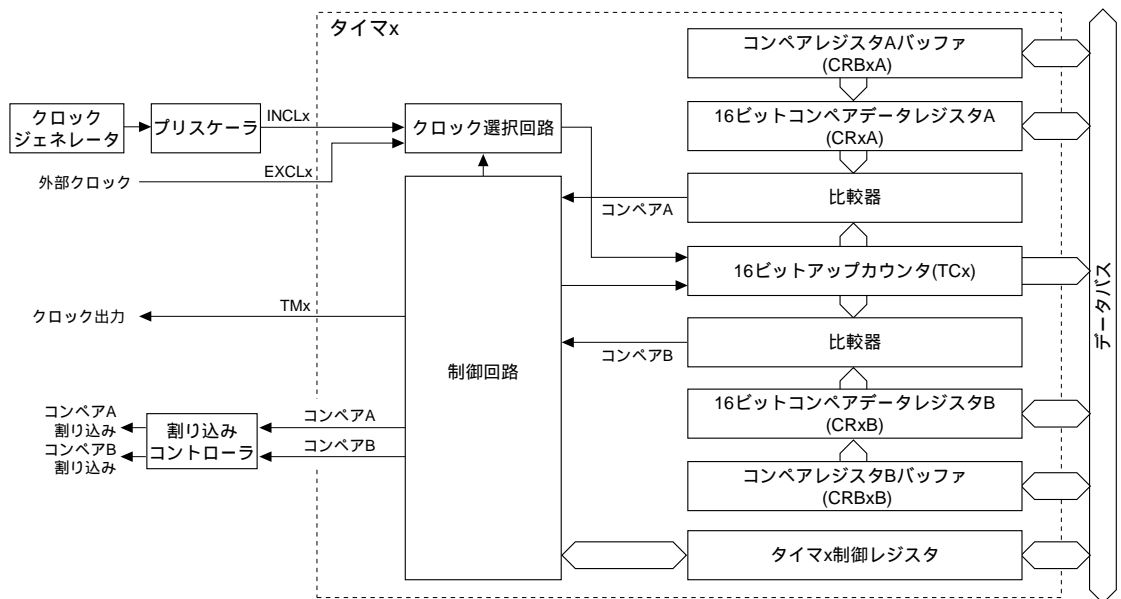 タイマx
コンペアレジスタAバッファ
(CRBxA)
クロック
ジェネレータ
プリスケーラ
INCLx
クロック選択回路
16ビットコンペアデータレジスタA
(CRxA)
外部クロック
EXCLx
コンペアA
比較器
16ビットアップカウンタ(TCx)
クロック出力
TMx
制御回路
コンペアB
比較器
データバス
コンペアA
割り込み
コンペアB
割り込み
割り込み
コントローラ
コンペアA
コンペアB
16ビットコンペアデータレジスタB
(CRxB)
コンペアレジスタBバッファ
(CRBxB)
タイマx制御レジスタ